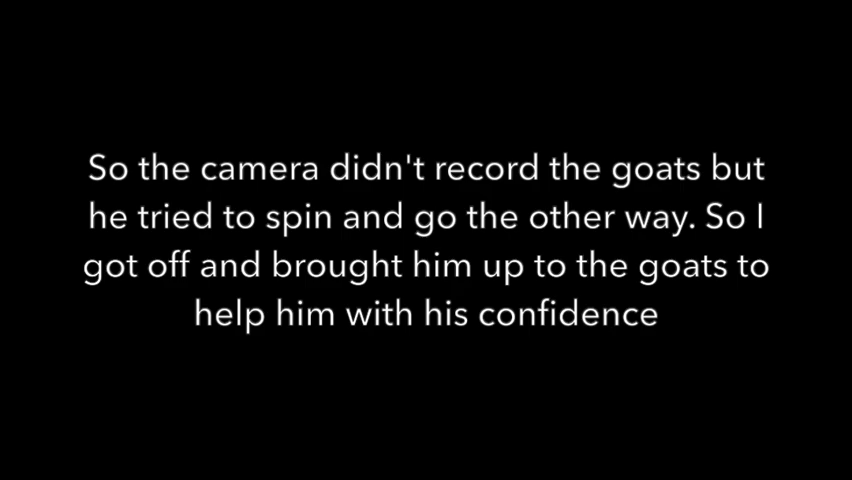 So the camera didn't record the goats but
he tried to spin and go the other way. So I
got off and brought him up to the goats to
help him with his confidence